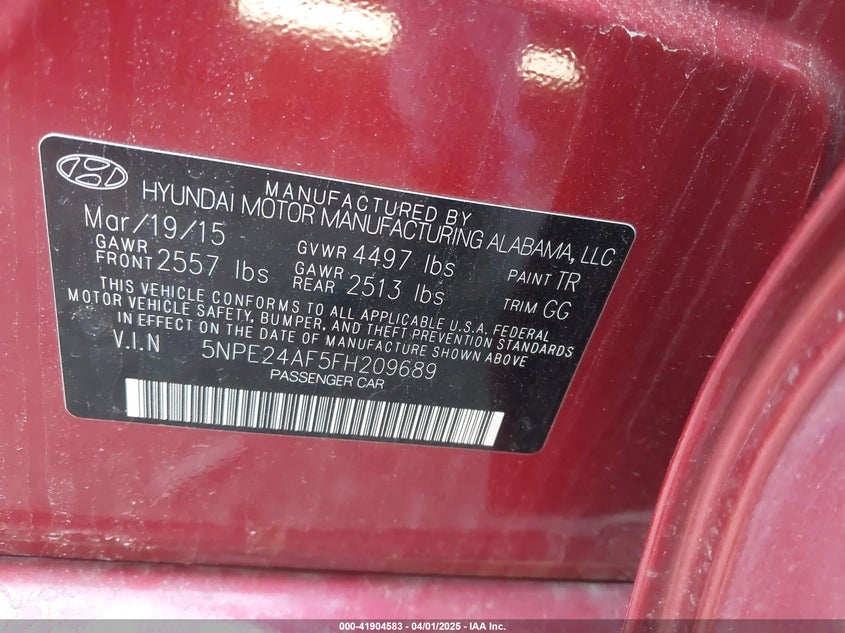 MANUFACTURED BY
HYUNDAI MOTOR MANUFACTURING ALABAMA, LLC
Mar/19/15 GVWR 4497 lbs PAINT TR
GAWR FRONT 2557 lbs GAWR REAR 2513 lbs TRIM GG
THIS VEHICLE CONFORMS TO ALL APPLICABLE U.S.A. FEDERAL
MOTOR VEHICLE SAFETY, BUMPER, AND THEFT PREVENTION STANDARDS
IN EFFECT ON THE DATE OF MANUFACTURE SHOWN ABOVE
V.I.N 5NPE24AF5FH209689
PASSENGER CAR
000-41904583 - 04/01/2025 - IAA Inc.